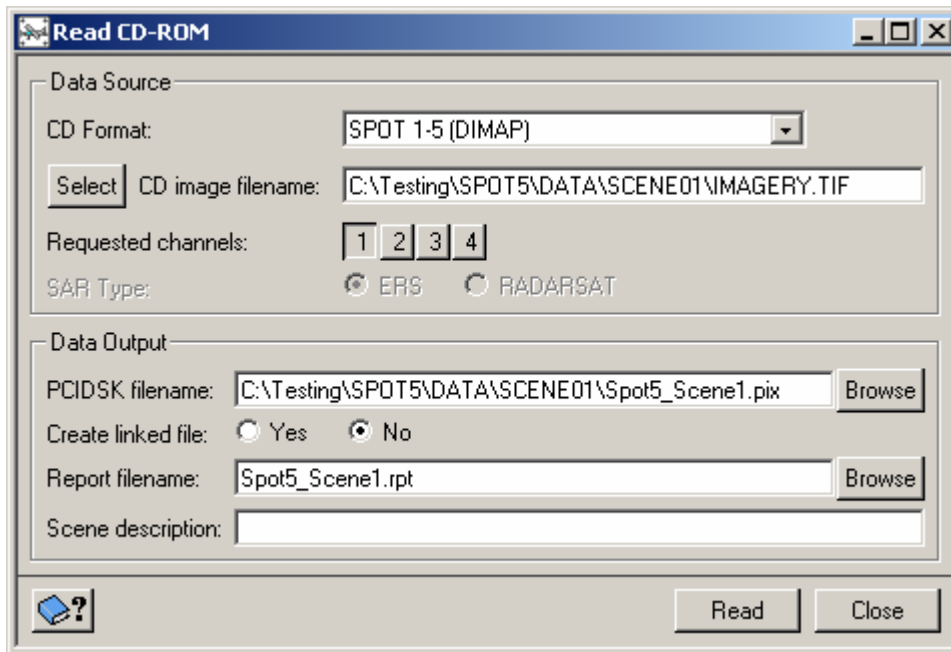 Read CD-ROM
Data Source
CD Format: SPOT 1-5 (DIMAP)
Select CD image filename: C:\Testing\SPOT5\DATA\SCENE01\IMAGERY.TIF
Requested channels: 1 2 3 4
SAR Type: ERS RADARSAT
Data Output
PCIDSK filename: C:\Testing\SPOT5\DATA\SCENE01\Spot5_Scene1.pix Browse
Create linked file: Yes No
Report filename: Spot5_Scene1.rpt Browse
Scene description:
? Read Close